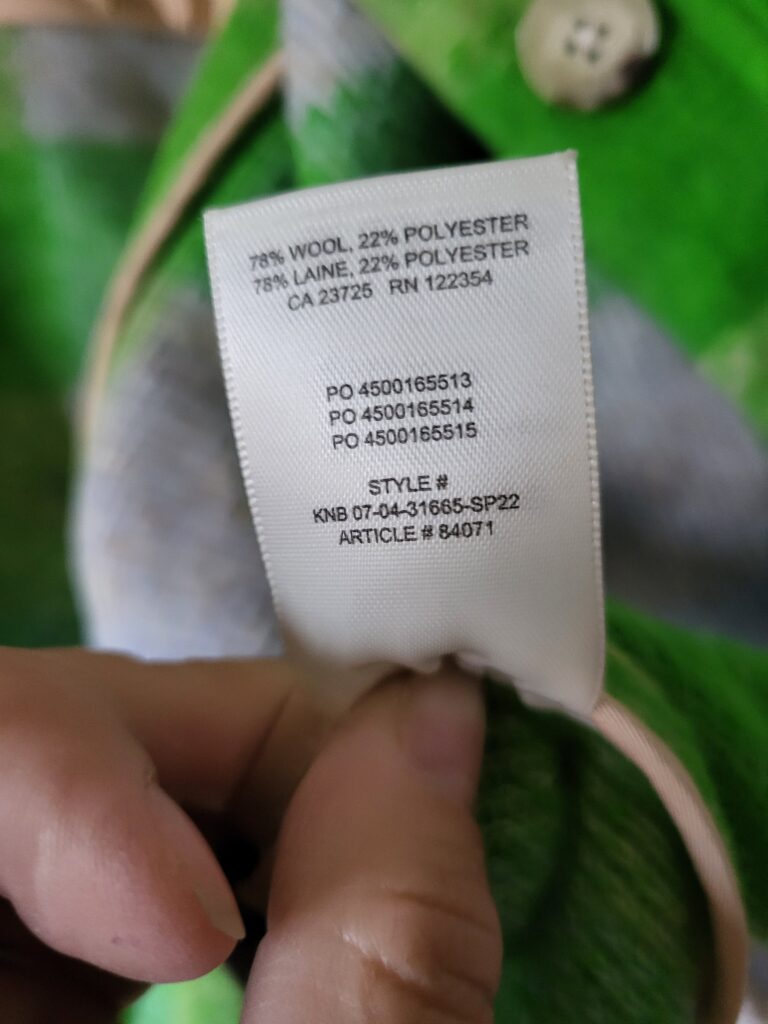 78% WOOL, 22% POLYESTER
78% LAINE, 22% POLYESTER
CA 23725 RN 122354
PO 4500165513
PO 4500165514
PO 4500165515
STYLE #
KNB 07-04-31665-SP22
ARTICLE # 84071